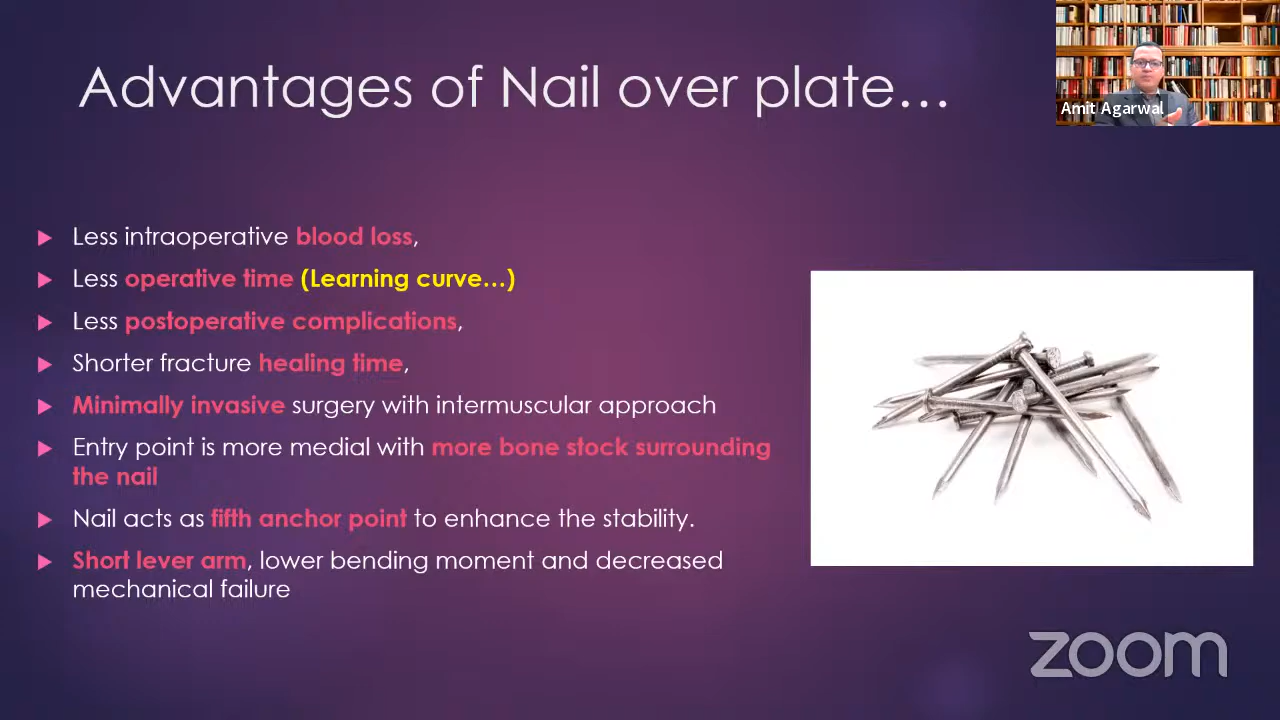 Advantages of Nail over plate…
Amit Agarwal
Less intraoperative blood loss,
Less operative time (Learning curve…)
Less postoperative complications,
Shorter fracture healing time,
Minimally invasive surgery with intermuscular approach
Entry point is more medial with more bone stock surrounding
the nail
Nail acts as fifth anchor point to enhance the stability.
Short lever arm, lower bending moment and decreased
mechanical failure
zoom